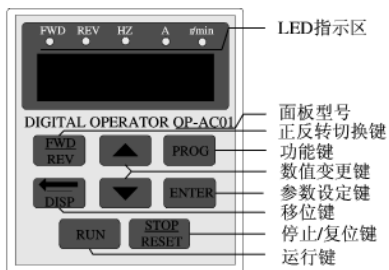 FWD REV HZ A r/min
LED指示区
DIGITAL OPERATOR OP-AC01
面板型号
正反转切换键
功能键
数值变更键
参数设定键
移位键
停止/复位键
运行键
FWD
REV
PROG
DISP
ENTER
RUN
STOP
RESET